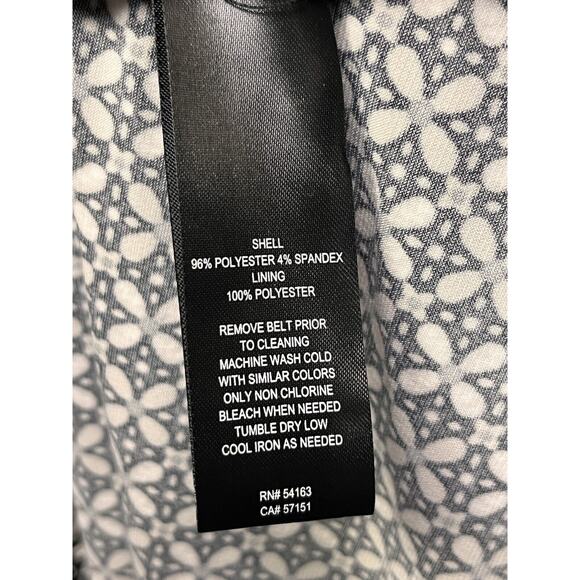 SHELL
96% POLYESTER 4% SPANDEX
LINING
100% POLYESTER
REMOVE BELT PRIOR
TO CLEANING
MACHINE WASH COLD
WITH SIMILAR COLORS
ONLY NON CHLORINE
BLEACH WHEN NEEDED
TUMBLE DRY LOW
COOL IRON AS NEEDED
RN# 54163
CA# 57151